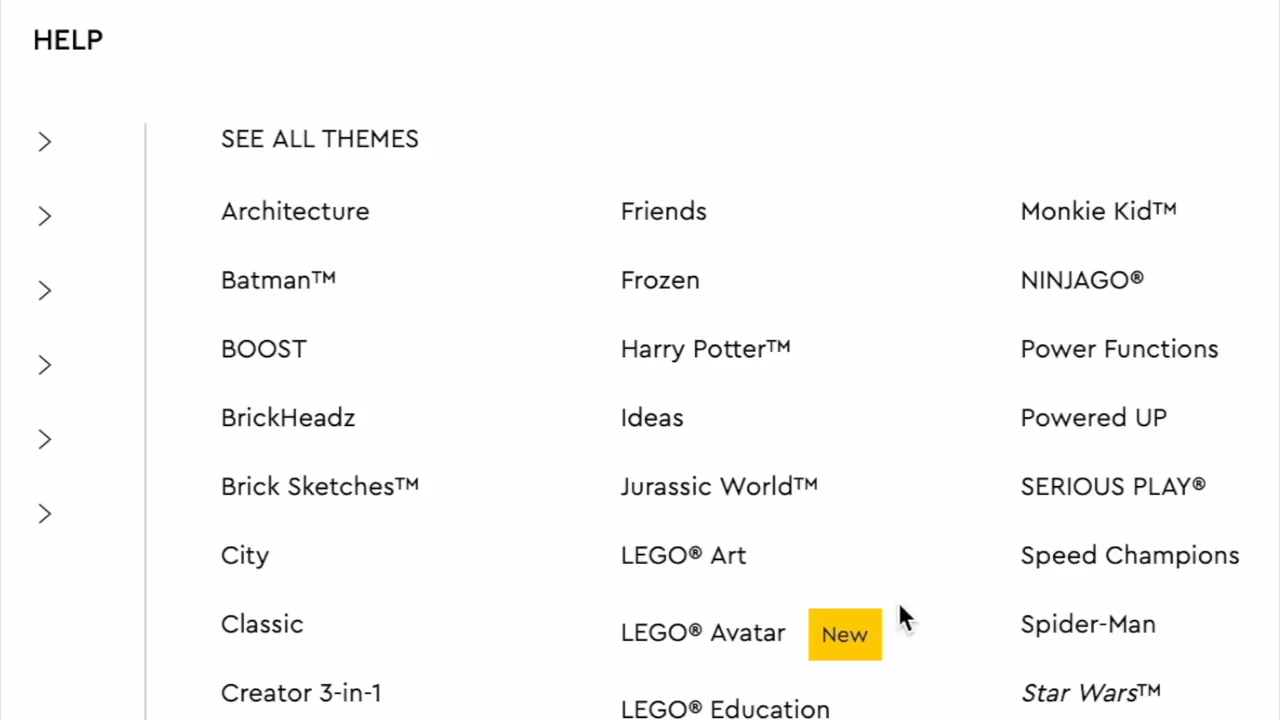 HELP
SEE ALL THEMES
Architecture
Batman™
BOOST
BrickHeadz
Brick Sketches™
City
Classic
Creator 3-in-1
Friends
Frozen
Harry Potter™
Ideas
Jurassic World™
LEGO® Art
LEGO® Avatar New
LEGO® Education
Monkie Kid™
NINJAGO®
Power Functions
Powered UP
SERIOUS PLAY®
Speed Champions
Spider-Man
Star Wars™